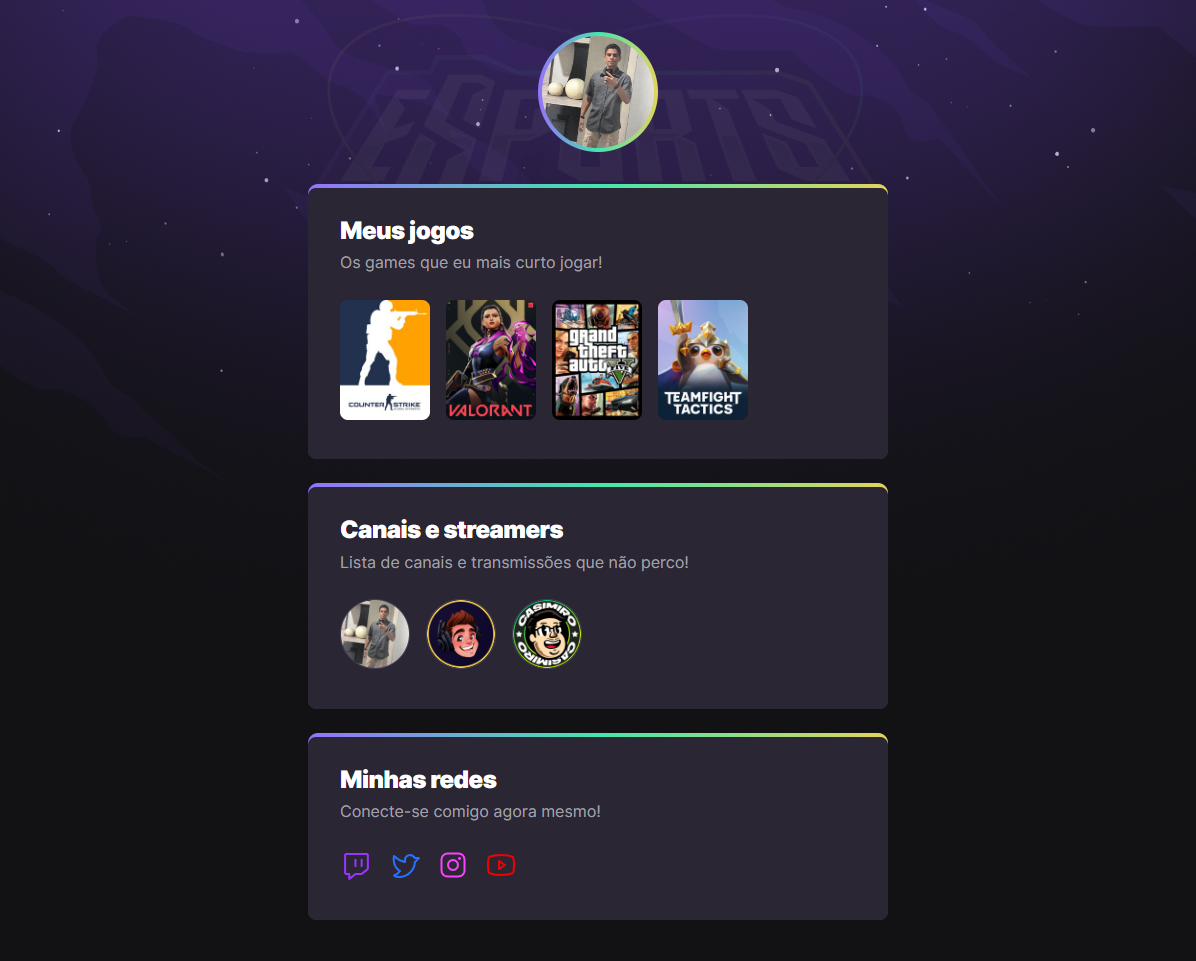 ESPORTS
Meus jogos
Os games que eu mais curto jogar!
COUNTER STRIKE
VALORANT
grand
theft
auto
V
FIVE
TEAMFIGHT
TACTICS
Canais e streamers
Lista de canais e transmissões que não perco!
CASIMIRO
CASIMIRO
Minhas redes
Conecte-se comigo agora mesmo!